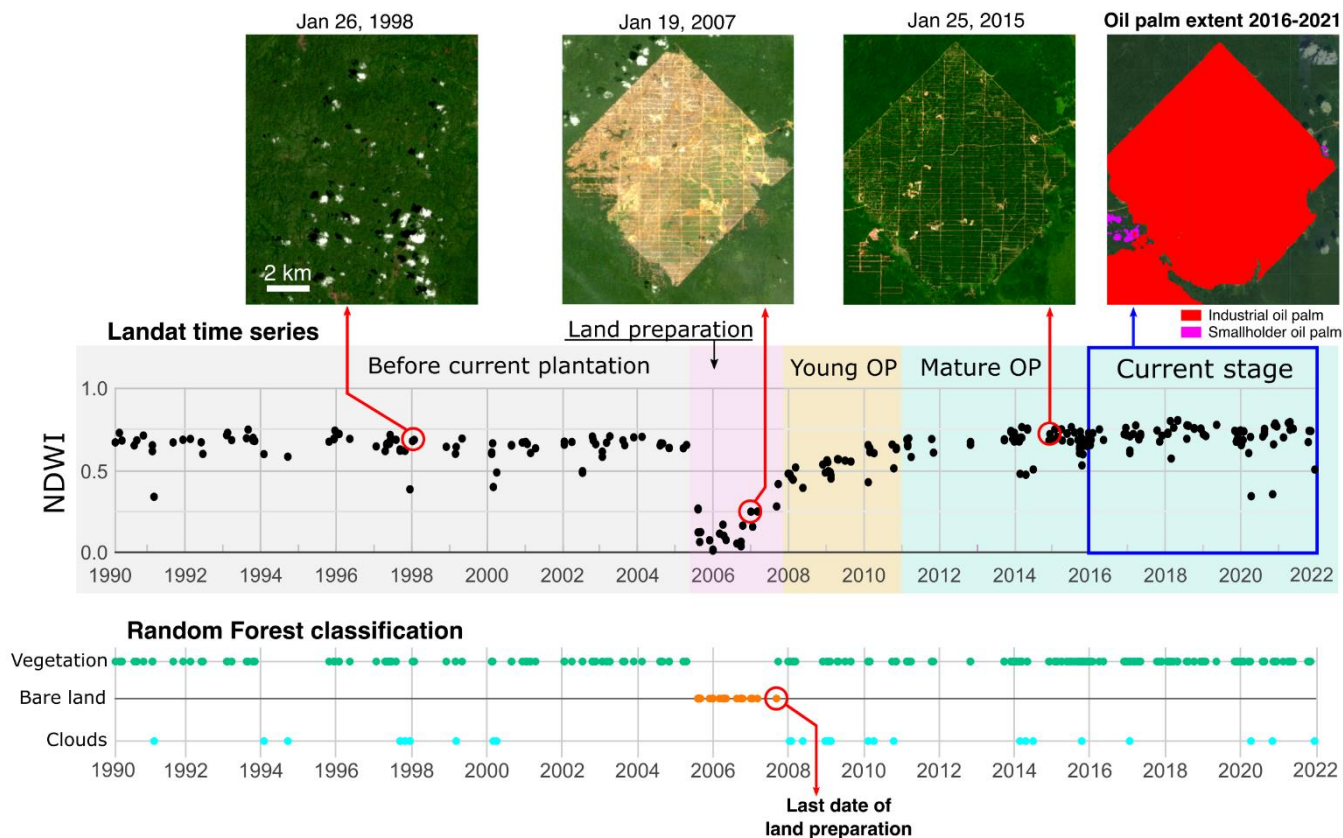 Jan 26, 1998
Jan 19, 2007
Jan 25, 2015
Oil palm extent 2016-2021
2 km
Industrial oil palm
Smallholder oil palm
Landat time series
Land preparation
Before current plantation
Young OP
Mature OP
Current stage
NDWI
1.0
0.5
0.0
1990 1992 1994 1996 1998 2000 2002 2004 2006 2008 2010 2012 2014 2016 2018 2020 2022
Random Forest classification
Vegetation
Bare land
Clouds
1990 1992 1994 1996 1998 2000 2002 2004 2006 2008 2010 2012 2014 2016 2018 2020 2022
Last date of
land preparation